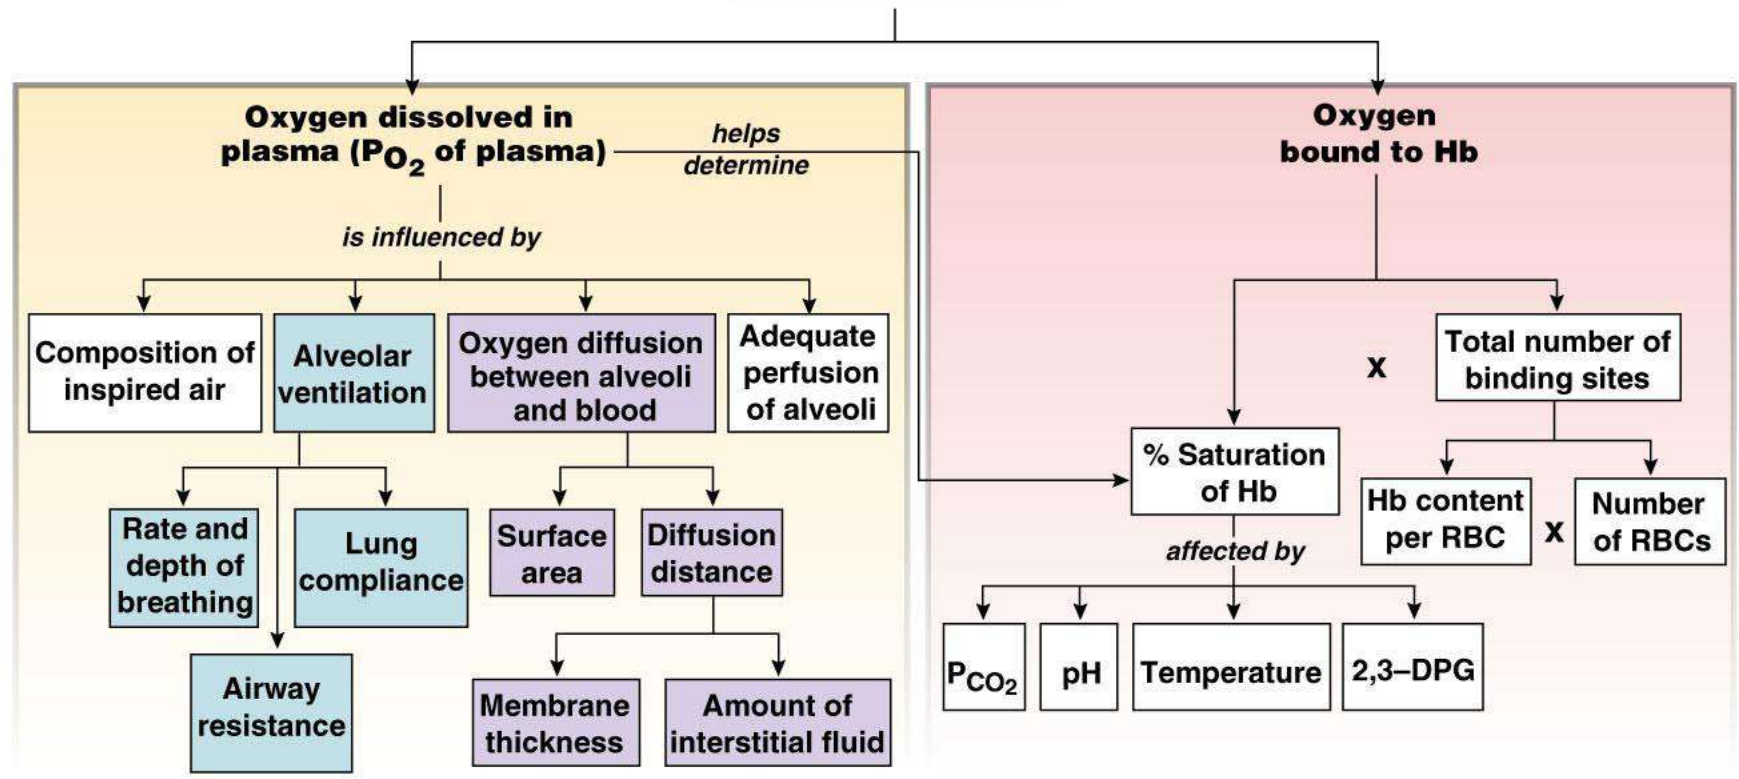 Oxygen dissolved in
plasma (PO2 of plasma)
helps
determine
is influenced by
Composition of
inspired air
Alveolar
ventilation
Oxygen diffusion
between alveoli
and blood
Adequate
perfusion
of alveoli
Rate and
depth of
breathing
Lung
compliance
Airway
resistance
Surface
area
Diffusion
distance
Membrane
thickness
Amount of
interstitial fluid
Oxygen
bound to Hb
% Saturation
of Hb
x
Total number of
binding sites
Hb content
per RBC
x
Number
of RBCs
affected by
PCO2
pH
Temperature
2,3–DPG